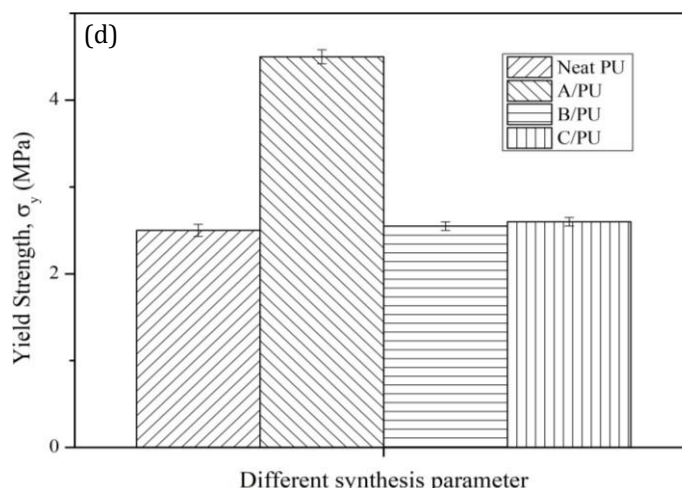 (d)
Neat PU
A/PU
B/PU
C/PU
4
2
0
Yield Strength, σy (MPa)
Different synthesis parameter